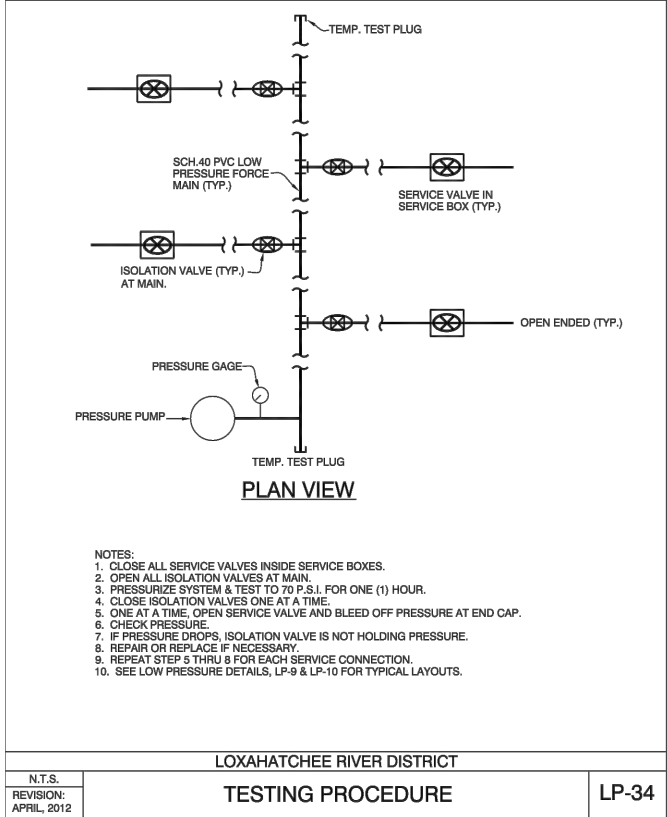 TEMP. TEST PLUG
SCH.40 PVC LOW
PRESSURE FORCE
MAIN (TYP.)
SERVICE VALVE IN
SERVICE BOX (TYP.)
ISOLATION VALVE (TYP.)
AT MAIN.
OPEN ENDED (TYP.)
PRESSURE GAGE
PRESSURE PUMP
TEMP. TEST PLUG
PLAN VIEW
NOTES:
1. CLOSE ALL SERVICE VALVES INSIDE SERVICE BOXES.
2. OPEN ALL ISOLATION VALVES AT MAIN.
3. PRESSURIZE SYSTEM & TEST TO 70 P.S.I. FOR ONE (1) HOUR.
4. CLOSE ISOLATION VALVES ONE AT A TIME.
5. ONE AT A TIME, OPEN SERVICE VALVE AND BLEED OFF PRESSURE AT END CAP.
6. CHECK PRESSURE.
7. IF PRESSURE DROPS, ISOLATION VALVE IS NOT HOLDING PRESSURE.
8. REPAIR OR REPLACE IF NECESSARY.
9. REPEAT STEP 5 THRU 8 FOR EACH SERVICE CONNECTION.
10. SEE LOW PRESSURE DETAILS, LP-9 & LP-10 FOR TYPICAL LAYOUTS.
LOXAHATCHEE RIVER DISTRICT
N.T.S.
REVISION:
APRIL, 2012
TESTING PROCEDURE
LP-34